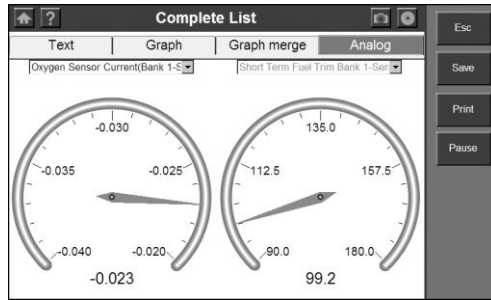 ? Complete List
Esc
Text Graph Graph merge Analog
Oxygen Sensor Current(Bank 1-S
Short Term Fuel Trim Bank 1-Sen
Save
Print
Pause
-0.030
-0.035 -0.025
-0.040 -0.020
-0.023
135.0
112.5 157.5
90.0 180.0
99.2